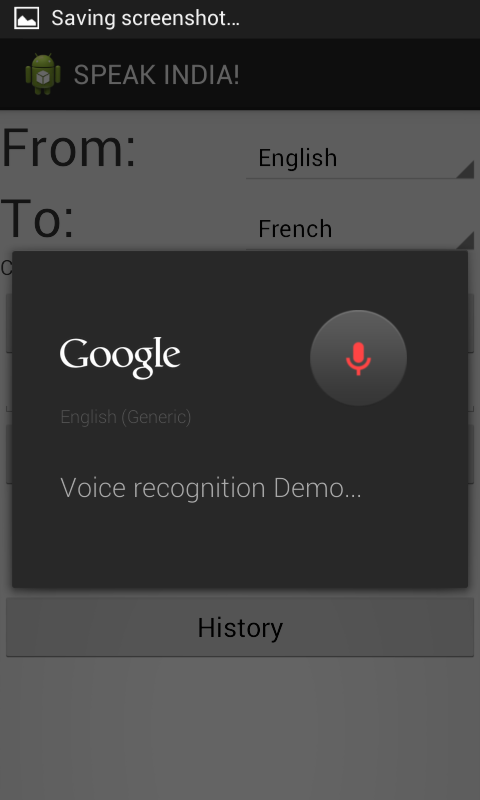 Saving screenshot...
SPEAK INDIA!
From:
English
To:
French
Google
English (Generic)
Voice recognition Demo...
History